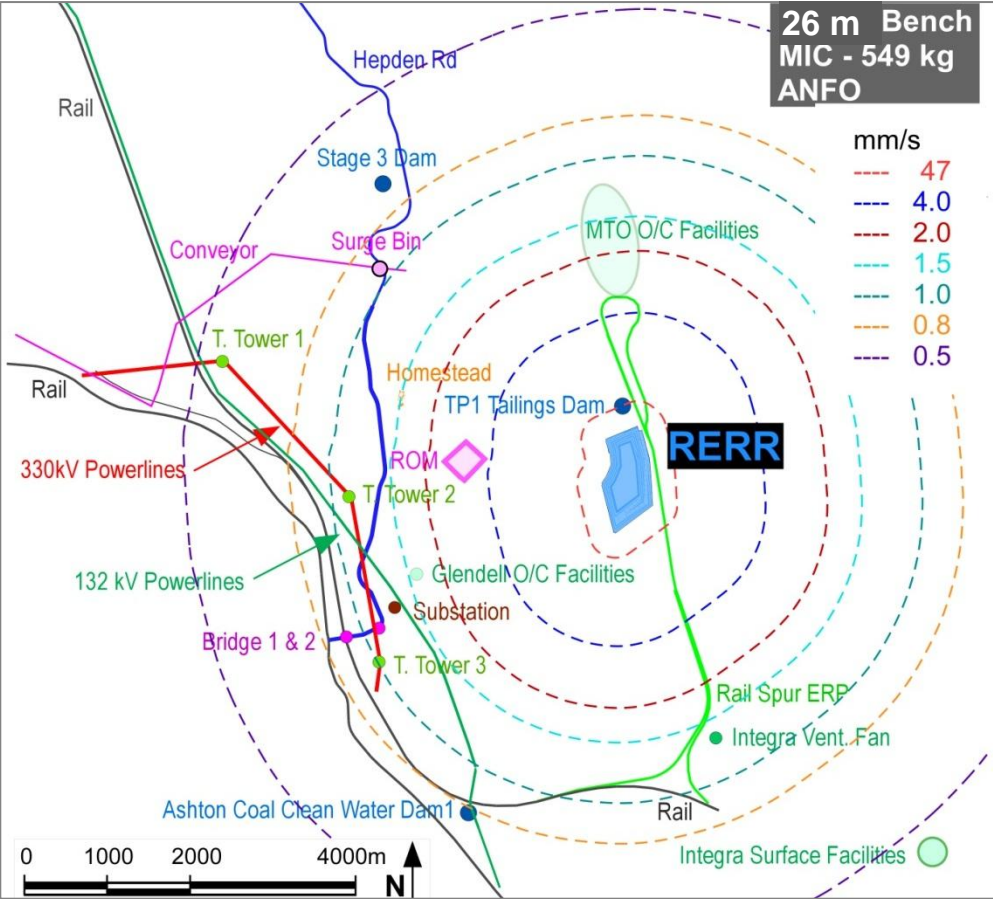 26 m Bench
MIC - 549 kg
ANFO
Hepden Rd
Rail
mm/s
47
4.0
2.0
1.5
1.0
0.8
0.5
Stage 3 Dam
MTO O/C Facilities
Conveyor
Surge Bin
T. Tower 1
Rail
Homestead
TP1 Tailings Dam
RERR
ROM
330kV Powerlines
T. Tower 2
132 kV Powerlines
Glendell O/C Facilities
Substation
Bridge 1 & 2
T. Tower 3
Rail Spur ERP
Integra Vent. Fan
Ashton Coal Clean Water Dam1
Rail
Integra Surface Facilities
0 1000 2000 4000m
N